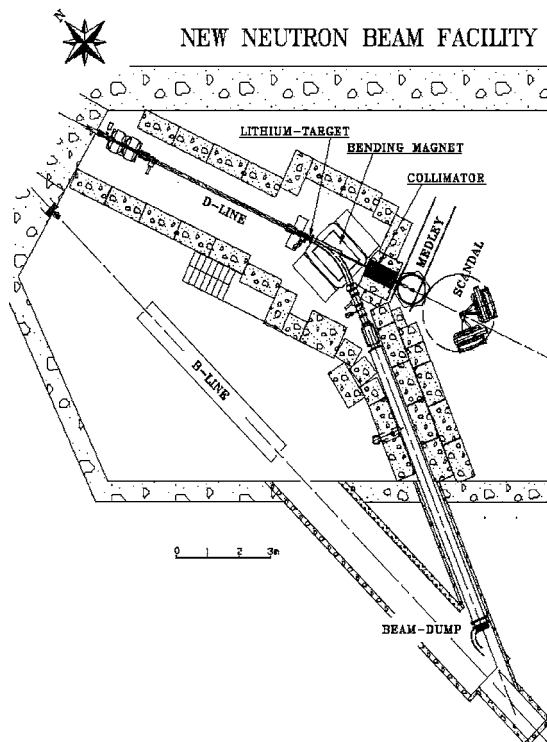 N
NEW NEUTRON BEAM FACILITY
LITHIUM-TARGET
BENDING MAGNET
COLLIMATOR
D-LINE
MEDLEY
SCANDAL
B-LINE
0 1 2 3m
BEAM-DUMP